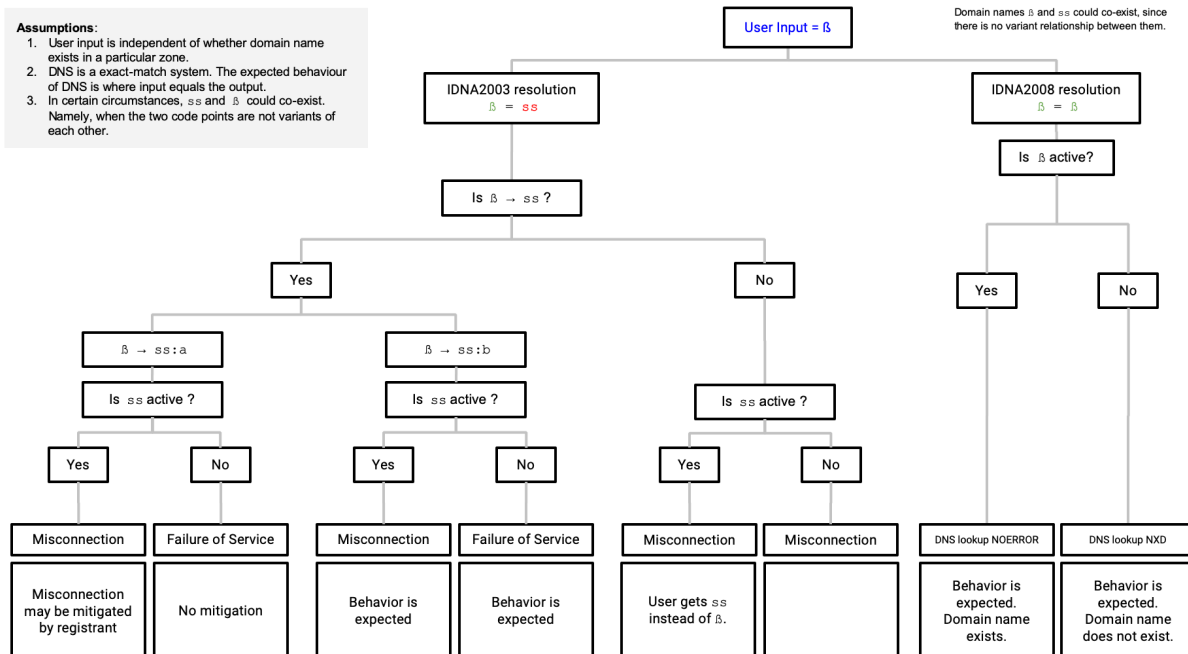 Assumptions:
1. User input is independent of whether domain name
exists in a particular zone.
2. DNS is a exact-match system. The expected behaviour
of DNS is where input equals the output.
3. In certain circumstances, ss and ß could co-exist.
Namely, when the two code points are not variants of
each other.
User Input = ß
Domain names ß and ss could co-exist, since
there is no variant relationship between them.
IDNA2003 resolution
ß = ss
IDNA2008 resolution
ß = ß
Is ß active?
Is ß → ss ?
Yes
No
Yes
No
ß → ss:a
ß → ss:b
Is ss active ?
Is ss active ?
Is ss active ?
Yes
No
Yes
No
Yes
No
Misconnection
Failure of Service
Misconnection
Failure of Service
Misconnection
Misconnection
DNS lookup NOERROR
DNS lookup NXD
Misconnection
may be mitigated
by registrant
No mitigation
Behavior is
expected
Behavior is
expected
User gets ss
instead of ß.
Behavior is
expected.
Domain name
exists.
Behavior is
expected.
Domain name
does not exist.